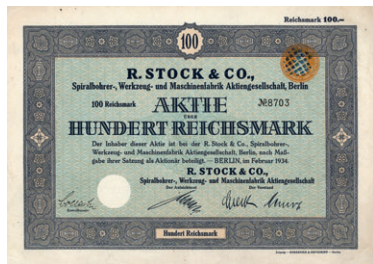 Reichsmark 100.—
100
R. STOCK & CO.,
Spiralbohrer-, Werkzeug- und Maschinenfabrik Aktiengesellschaft, Berlin
100 Reichsmark AKTIE №8703
ÜBER
HUNDERT REICHSMARK
Der Inhaber dieser Aktie ist bei der R. Stock & Co., Spiralbohrer-,
Werkzeug- und Maschinenfabrik Aktiengesellschaft, Berlin, nach Maß-
gabe ihrer Satzung als Aktionär beteiligt. — BERLIN, im Februar 1934.
R. STOCK & CO.,
Spiralbohrer-, Werkzeug- und Maschinenfabrik Aktiengesellschaft
Der Aufsichtsrat Der Vorstand
Hundert Reichsmark